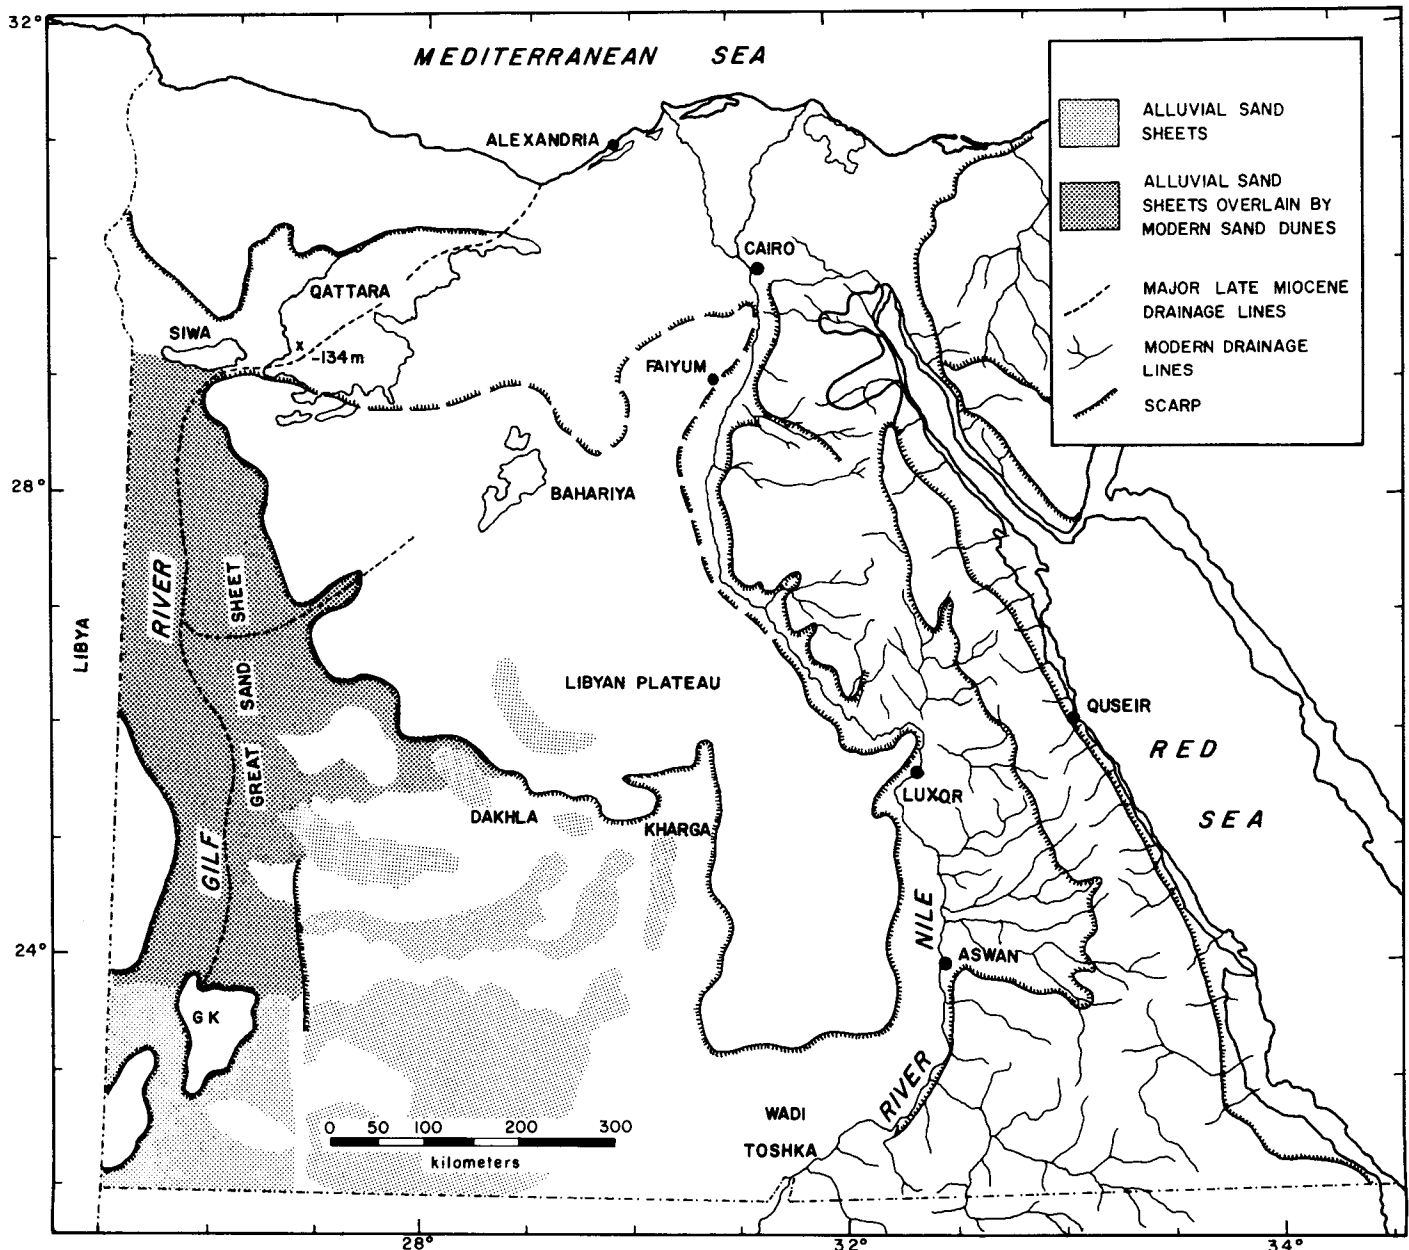 32°
MEDITERRANEAN SEA
ALLUVIAL SAND
SHEETS
ALEXANDRIA
ALLUVIAL SAND
SHEETS OVERLAIN BY
MODERN SAND DUNES
CAIRO
QATTARA
MAJOR LATE MIOCENE
DRAINAGE LINES
SIWA
x
-134m
MODERN DRAINAGE
LINES
FAIYUM
SCARP
28°
BAHARIYA
RIVER
SHEET
LIBYA
SAND
LIBYAN PLATEAU
QUSEIR
RED
GREAT
LUXOR
DAKHLA
KHARGA
SEA
GILF
NILE
24°
ASWAN
GK
RIVER
WADI
TOSHKA
0 50 100 200 300
kilometers
28°
32°
34°